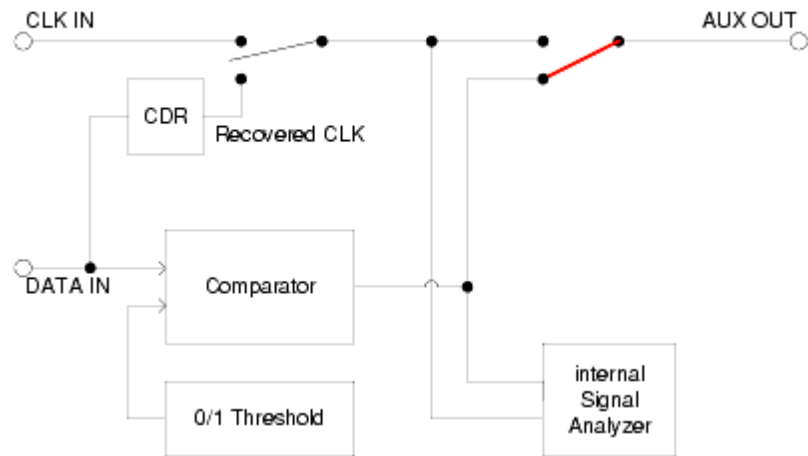 CLK IN
AUX OUT
CDR
Recovered CLK
DATA IN
Comparator
0/1 Threshold
internal
Signal
Analyzer